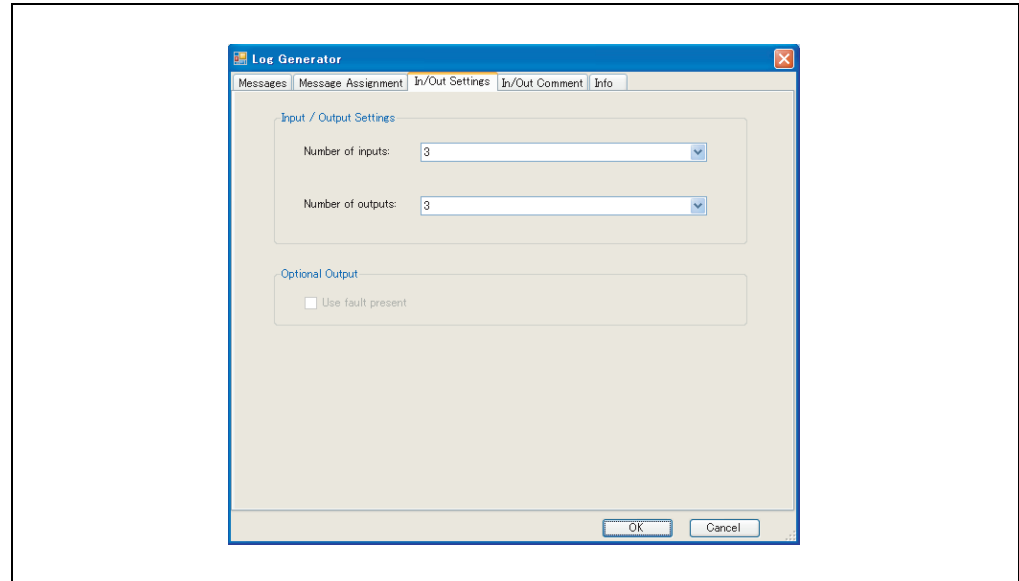 Log Generator
Messages Message Assignment In/Out Settings In/Out Comment Info
Input / Output Settings
Number of inputs: 3
Number of outputs: 3
Optional Output
Use fault present
OK Cancel